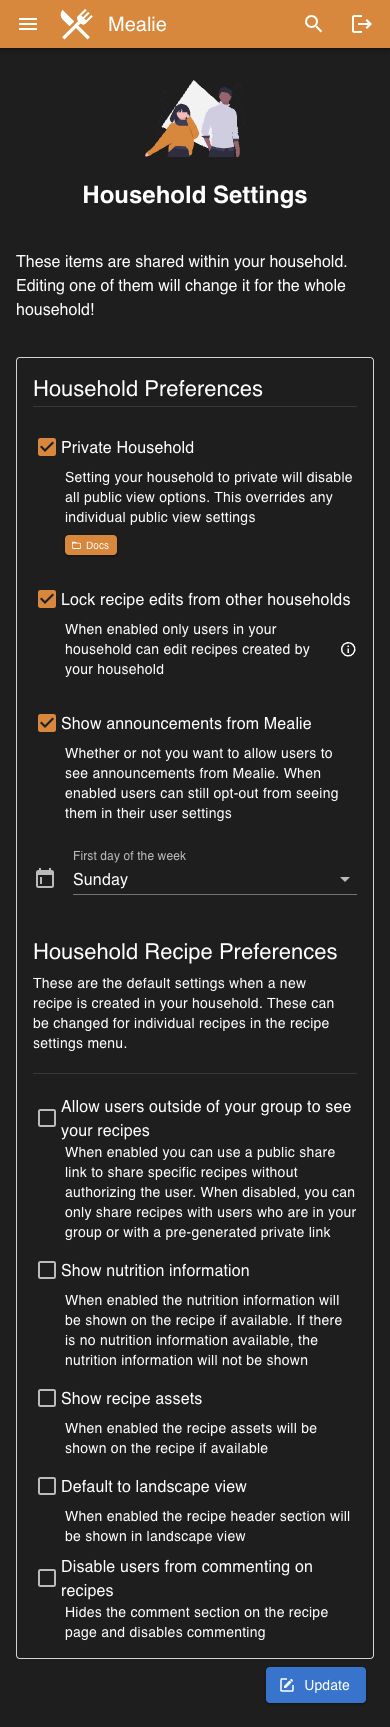 Mealie
Household Settings
These items are shared within your household.
Editing one of them will change it for the whole
household!
Household Preferences
Private Household
Setting your household to private will disable
all public view options. This overrides any
individual public view settings
Docs
Lock recipe edits from other households
When enabled only users in your
household can edit recipes created by
your household
Show announcements from Mealie
Whether or not you want to allow users to
see announcements from Mealie. When
enabled users can still opt-out from seeing
them in their user settings
First day of the week
Sunday
Household Recipe Preferences
These are the default settings when a new
recipe is created in your household. These can
be changed for individual recipes in the recipe
settings menu.
Allow users outside of your group to see
your recipes
When enabled you can use a public share
link to share specific recipes without
authorizing the user. When disabled, you can
only share recipes with users who are in your
group or with a pre-generated private link
Show nutrition information
When enabled the nutrition information will
be shown on the recipe if available. If there
is no nutrition information available, the
nutrition information will not be shown
Show recipe assets
When enabled the recipe assets will be
shown on the recipe if available
Default to landscape view
When enabled the recipe header section will
be shown in landscape view
Disable users from commenting on
recipes
Hides the comment section on the recipe
page and disables commenting
Update